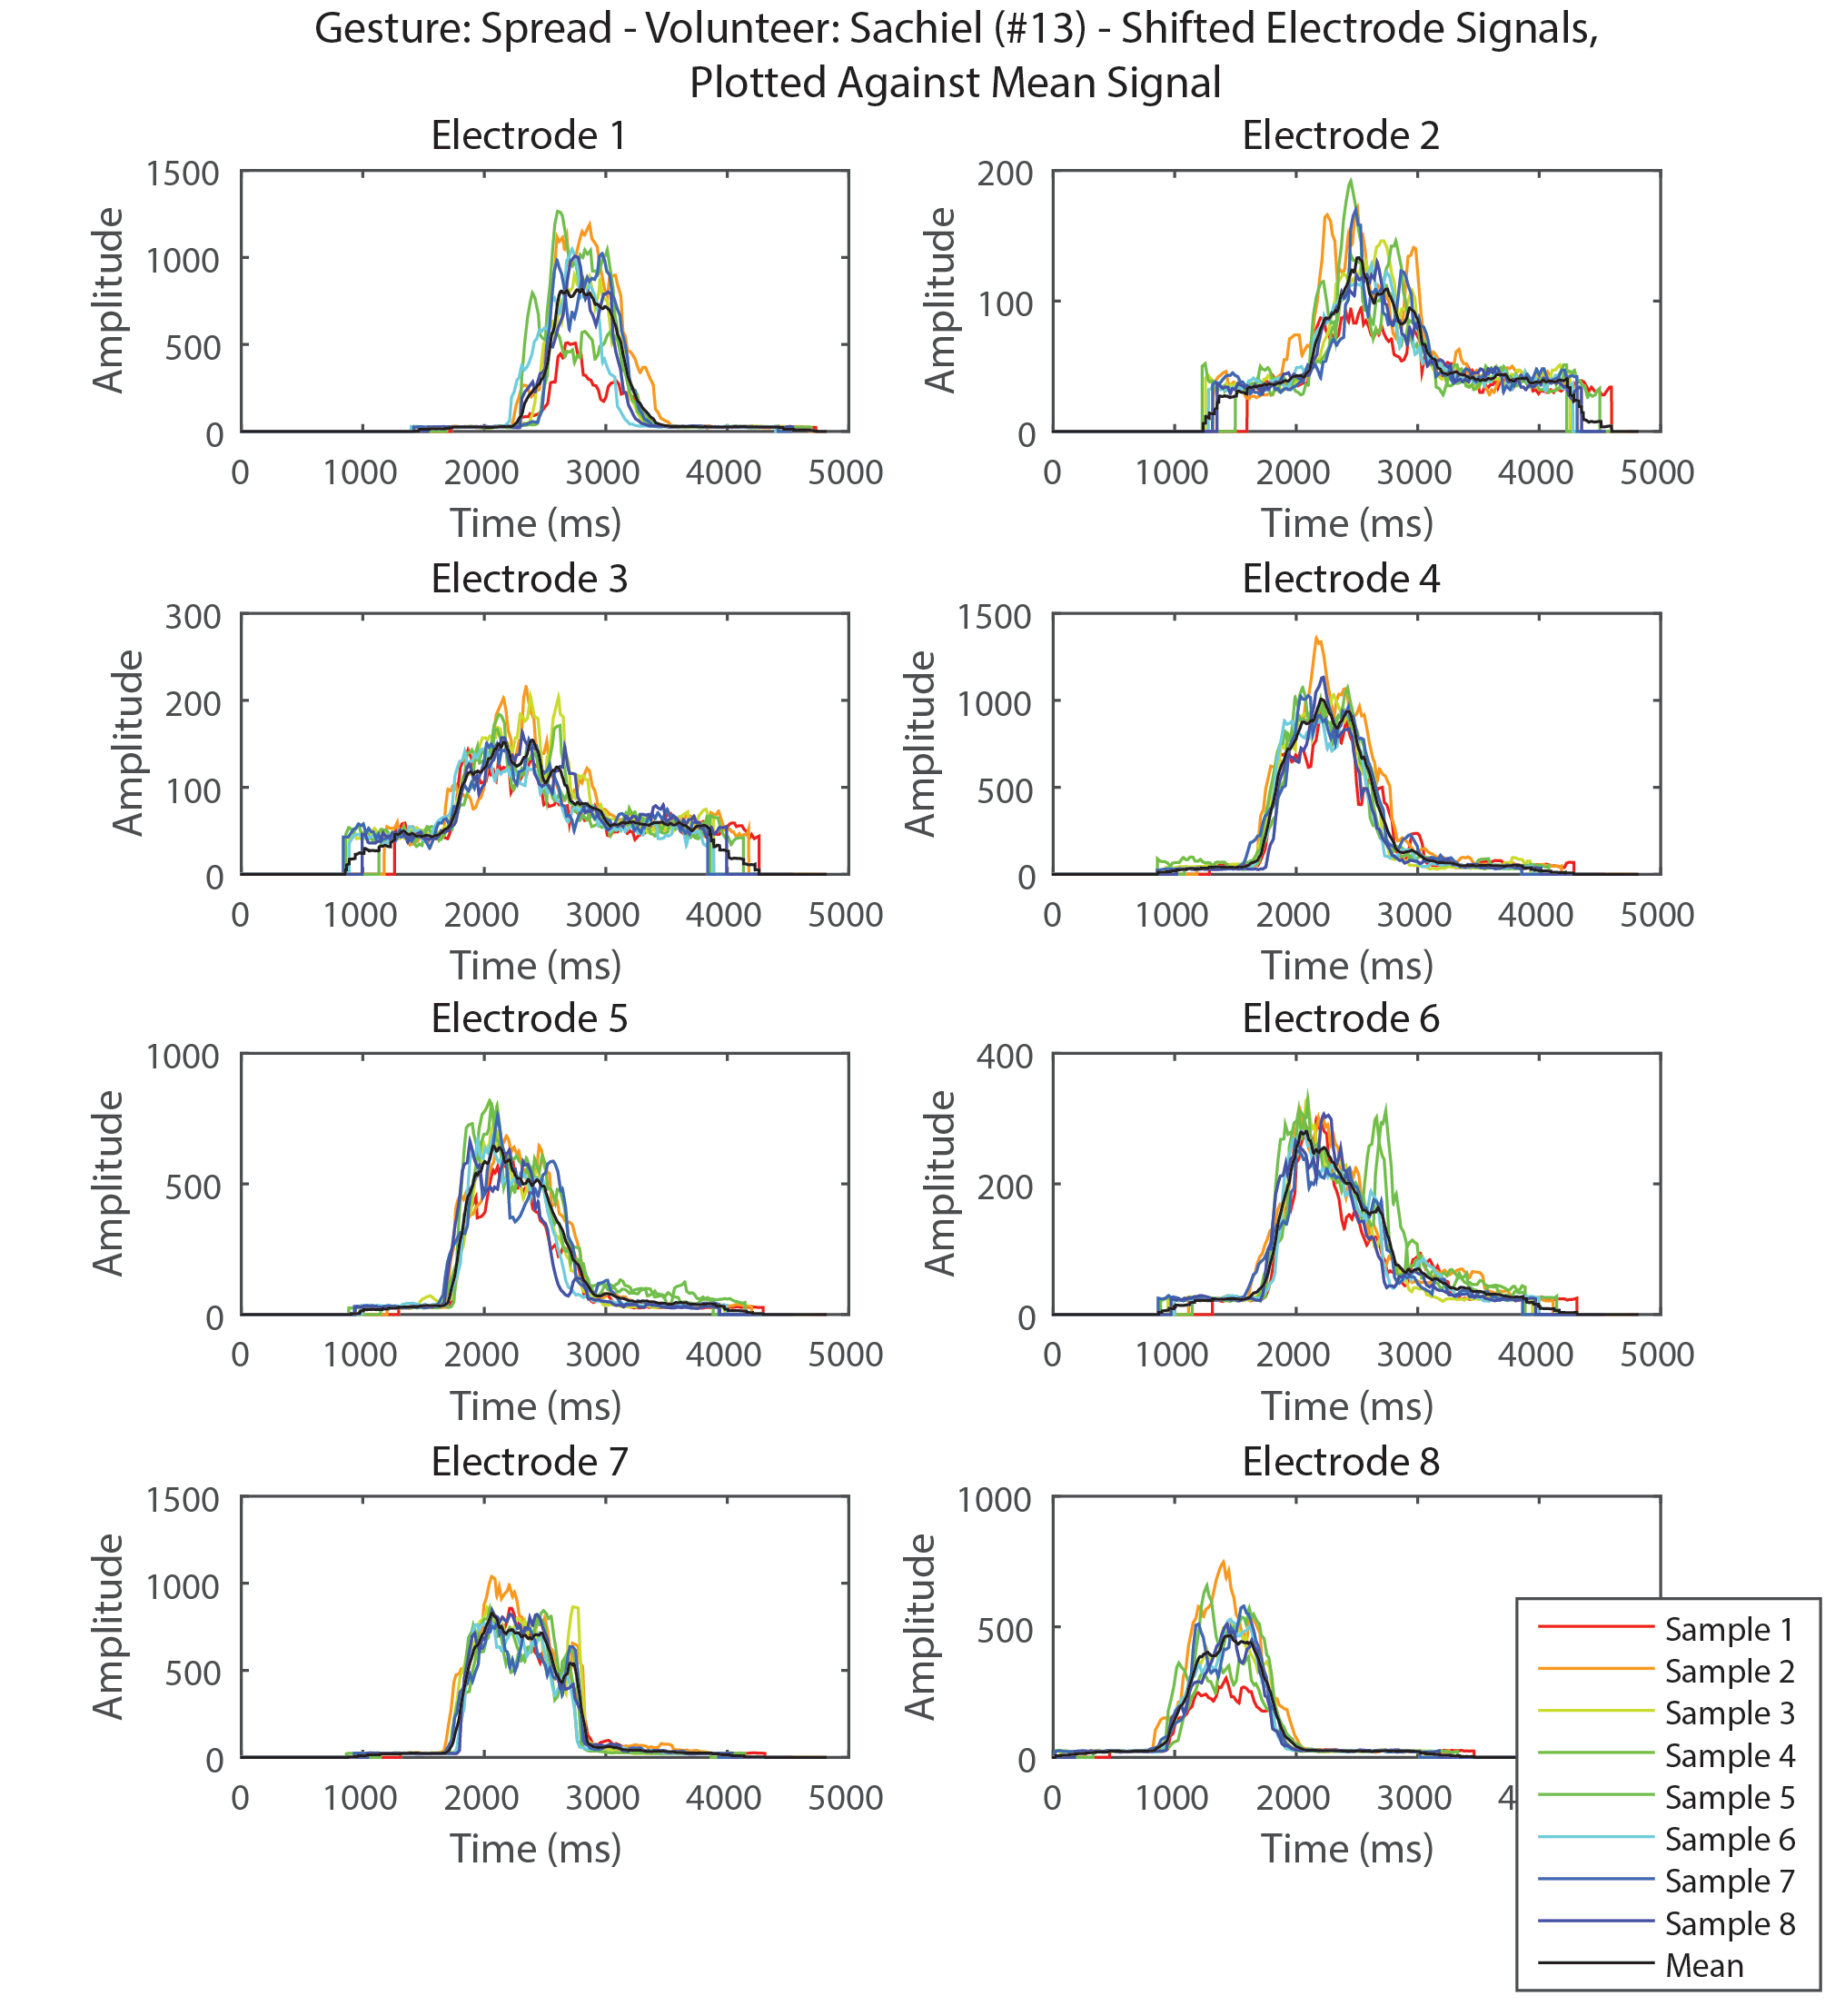 Gesture: Spread - Volunteer: Sachiel (#13) - Shifted Electrode Signals,
Plotted Against Mean Signal
Electrode 1
1500
1000
500
0
Amplitude
0 1000 2000 3000 4000 5000
Time (ms)
Electrode 2
200
100
0
Amplitude
0 1000 2000 3000 4000 5000
Time (ms)
Electrode 3
300
200
100
0
Amplitude
0 1000 2000 3000 4000 5000
Time (ms)
Electrode 4
1500
1000
500
0
Amplitude
0 1000 2000 3000 4000 5000
Time (ms)
Electrode 5
1000
500
0
Amplitude
0 1000 2000 3000 4000 5000
Time (ms)
Electrode 6
400
200
0
Amplitude
0 1000 2000 3000 4000 5000
Time (ms)
Electrode 7
1500
1000
500
0
Amplitude
0 1000 2000 3000 4000 5000
Time (ms)
Electrode 8
1000
500
0
Amplitude
0 1000 2000 3000
Time (ms)
Sample 1
Sample 2
Sample 3
Sample 4
Sample 5
Sample 6
Sample 7
Sample 8
Mean